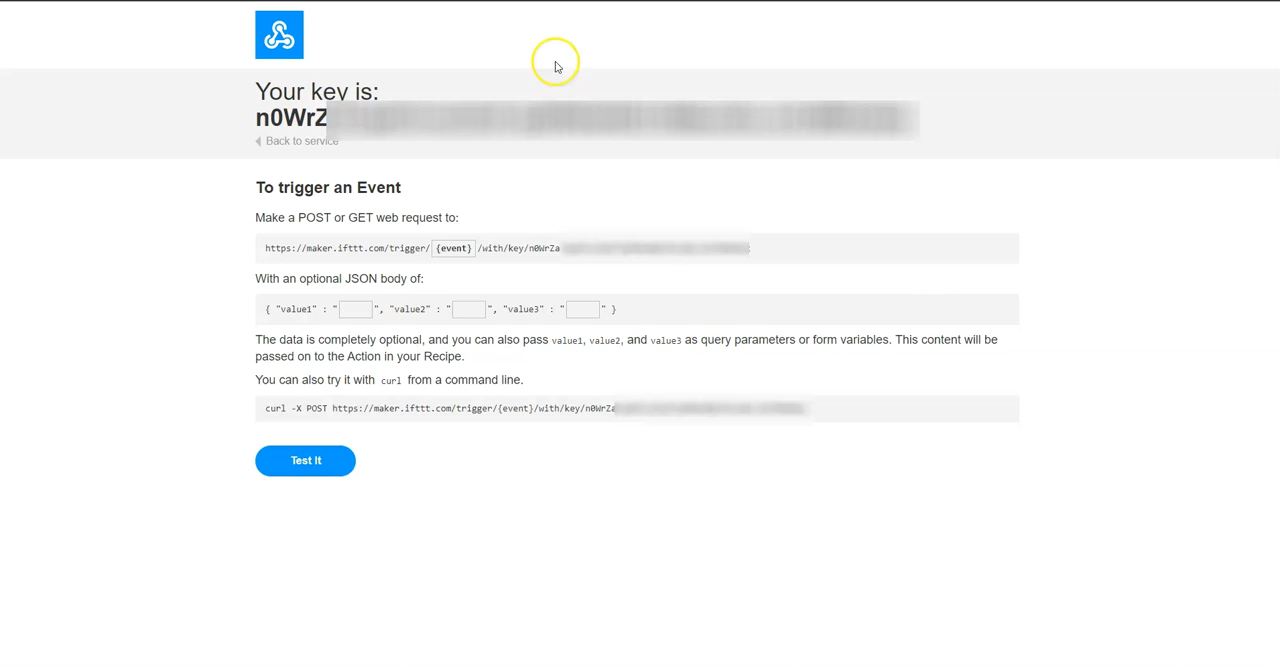 Your key is:
n0WrZ
Back to service
To trigger an Event
Make a POST or GET web request to:
https://maker.ifttt.com/trigger/ {event} /with/key/n0WrZa
With an optional JSON body of:
{ "value1" : "", "value2" : "", "value3" : "" }
The data is completely optional, and you can also pass value1, value2, and value3 as query parameters or form variables. This content will
be passed on to the Action in your Recipe.
You can also try it with curl from a command line.
curl -X POST https://maker.ifttt.com/trigger/{event}/with/key/n0WrZa
Test It